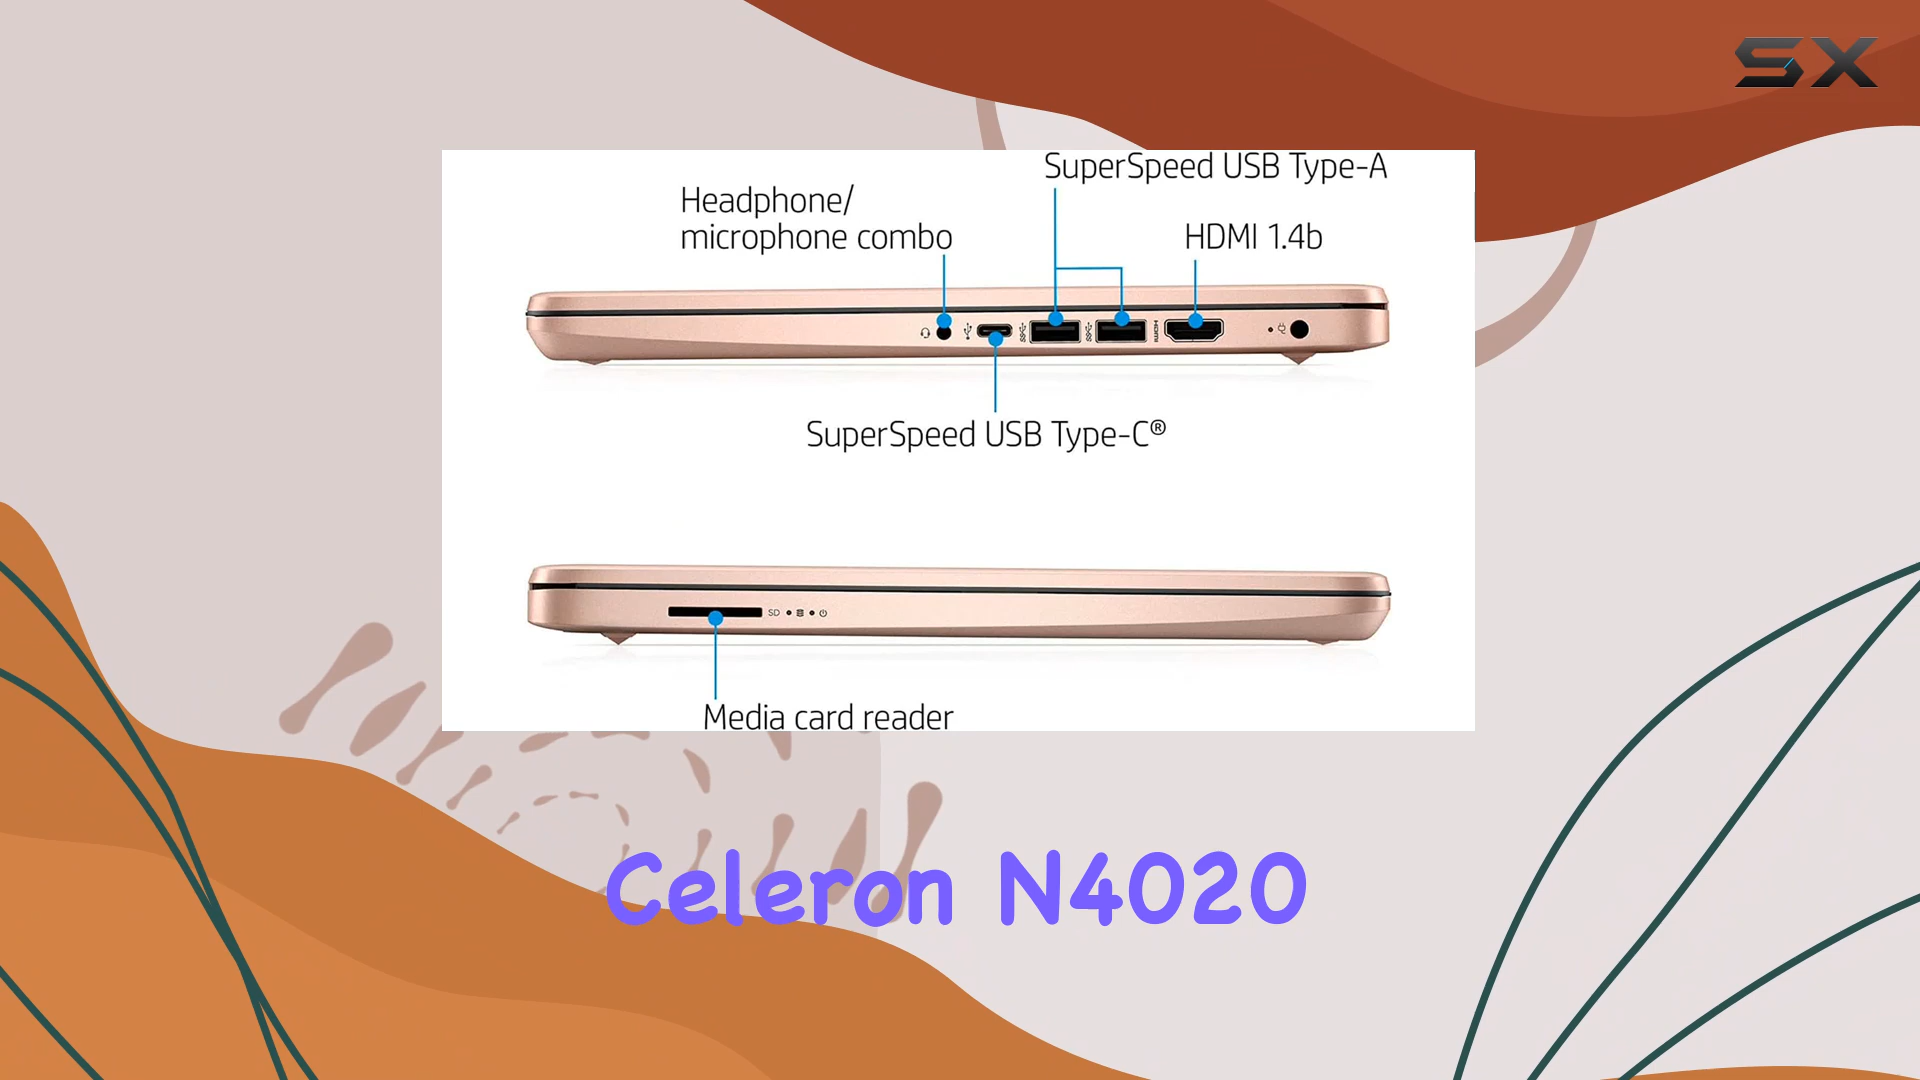 SX
SuperSpeed USB Type-A
Headphone/
microphone combo
HDMI 1.4b
SuperSpeed USB Type-C®
SD
Media card reader
Celeron N4020